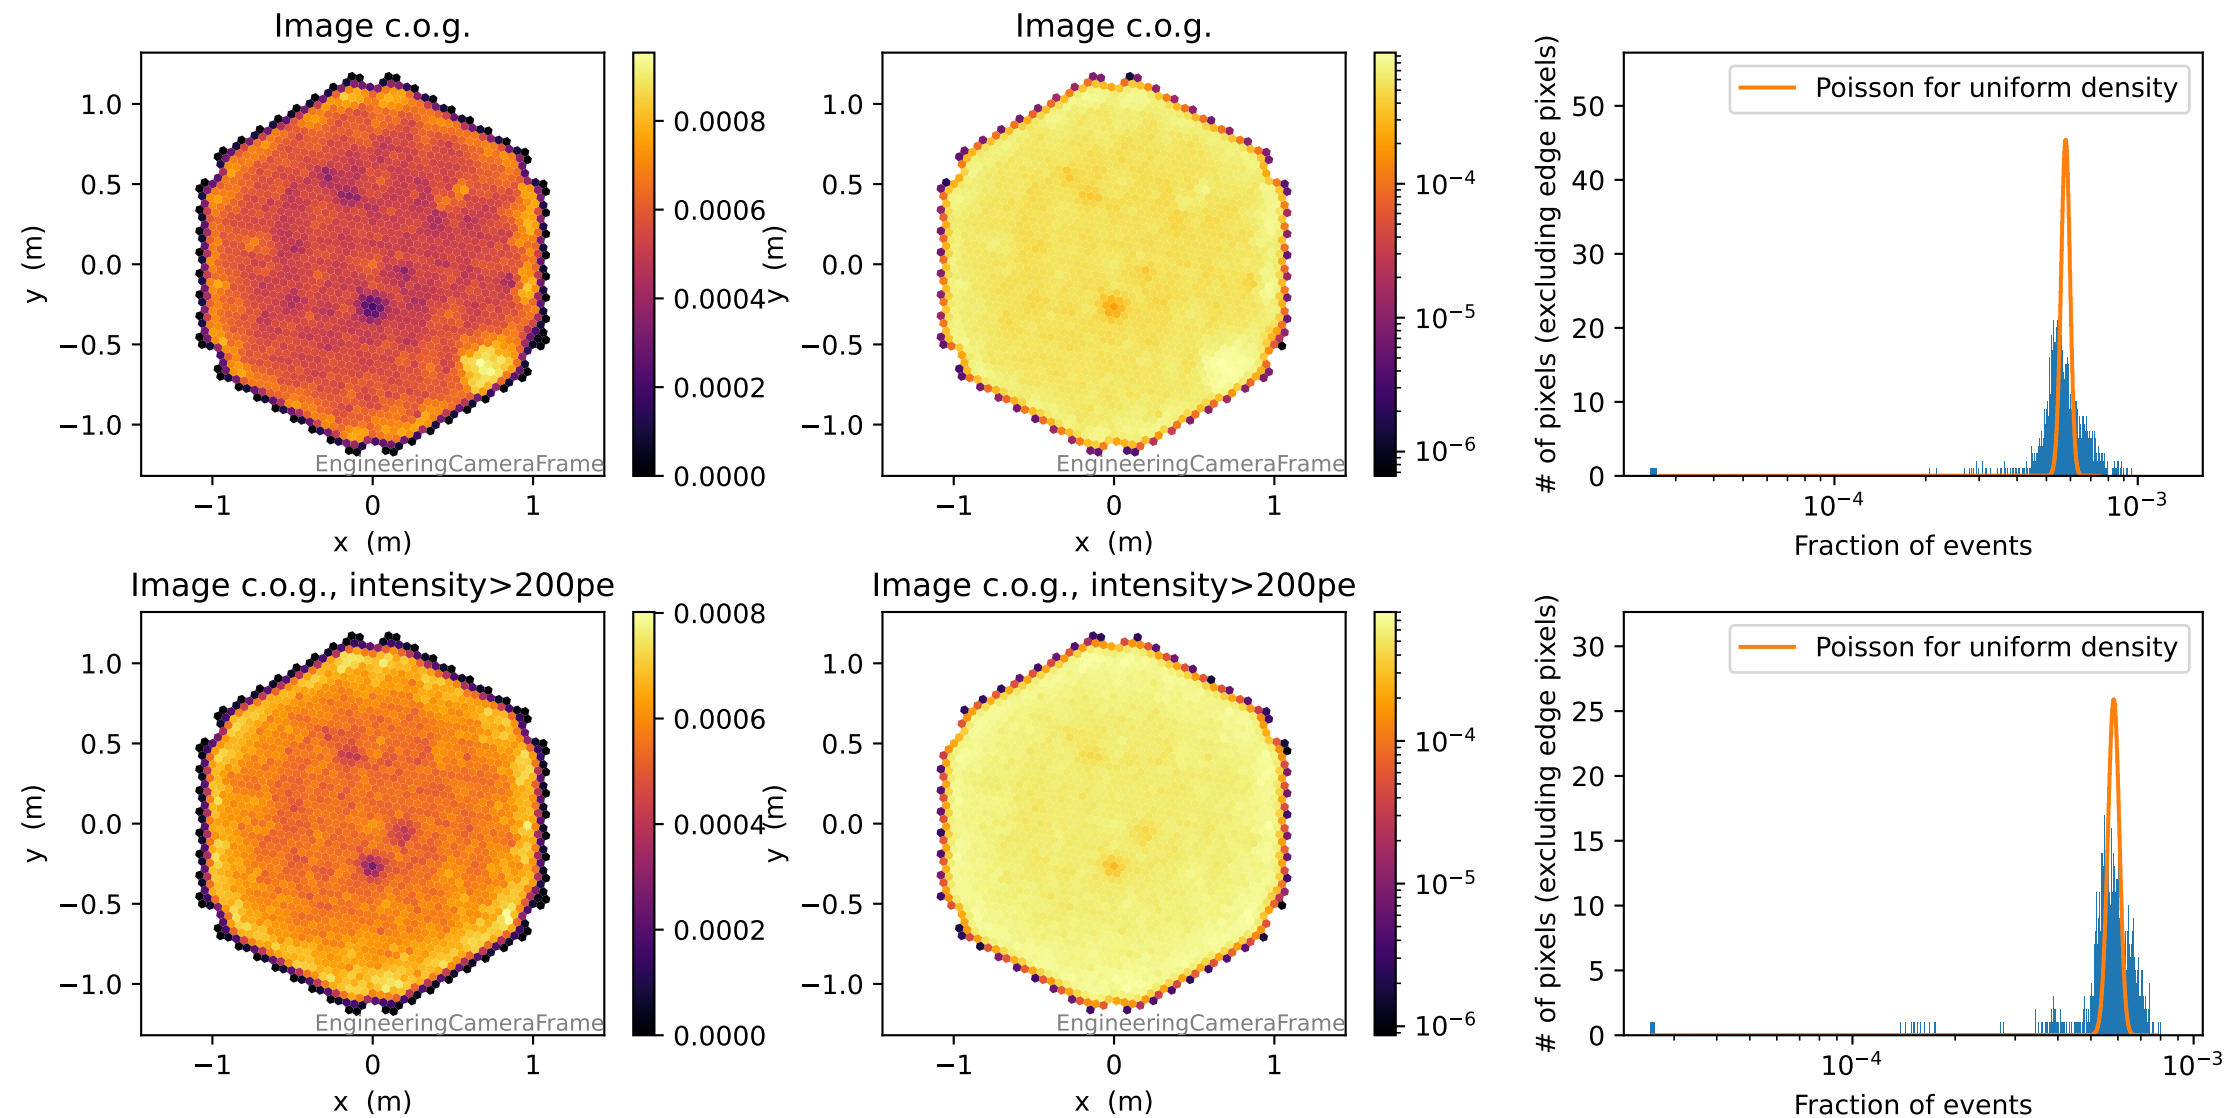 Image c.o.g.
1.0
0.5
0.0
−0.5
−1.0
y (m)
−1
0
1
x (m)
EngineeringCameraFrame
0.0008
0.0006
0.0004
0.0002
0.0000
Image c.o.g.
1.0
0.5
0.0
−0.5
−1.0
y (m)
−1
0
1
x (m)
EngineeringCameraFrame
10⁻⁴
10⁻⁵
10⁻⁶
Poisson for uniform density
# of pixels (excluding edge pixels)
50
40
30
20
10
0
10⁻⁴
10⁻³
Fraction of events
Image c.o.g., intensity>200pe
1.0
0.5
0.0
−0.5
−1.0
y (m)
−1
0
1
x (m)
EngineeringCameraFrame
0.0008
0.0006
0.0004
0.0002
0.0000
Image c.o.g., intensity>200pe
1.0
0.5
0.0
−0.5
−1.0
y (m)
−1
0
1
x (m)
EngineeringCameraFrame
10⁻⁴
10⁻⁵
10⁻⁶
Poisson for uniform density
# of pixels (excluding edge pixels)
30
25
20
15
10
5
0
10⁻⁴
10⁻³
Fraction of events